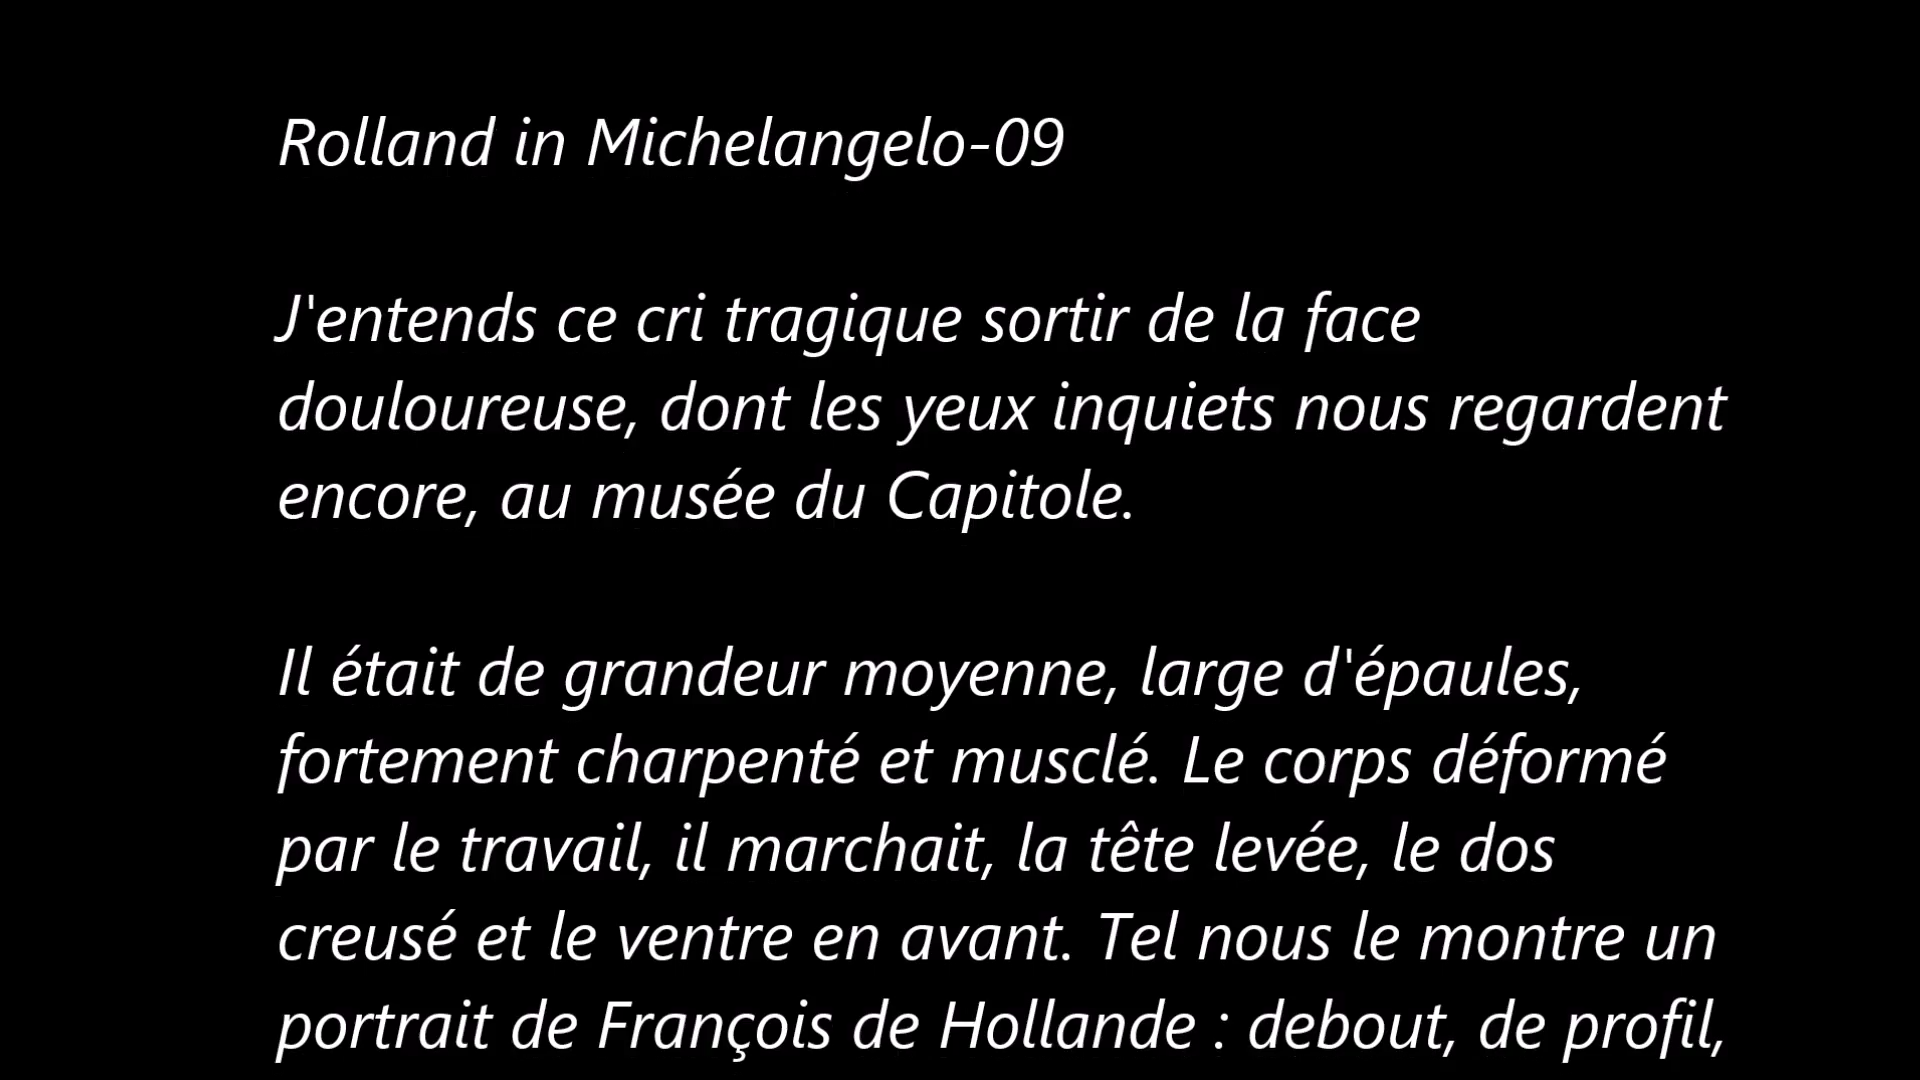 Rolland in Michelangelo-09
J'entends ce cri tragique sortir de la face
douloureuse, dont les yeux inquiets nous regardent
encore, au musée du Capitole.
Il était de grandeur moyenne, large d'épaules,
fortement charpenté et musclé. Le corps déformé
par le travail, il marchait, la tête levée, le dos
creusé et le ventre en avant. Tel nous le montre un
portrait de François de Hollande : debout, de profil,